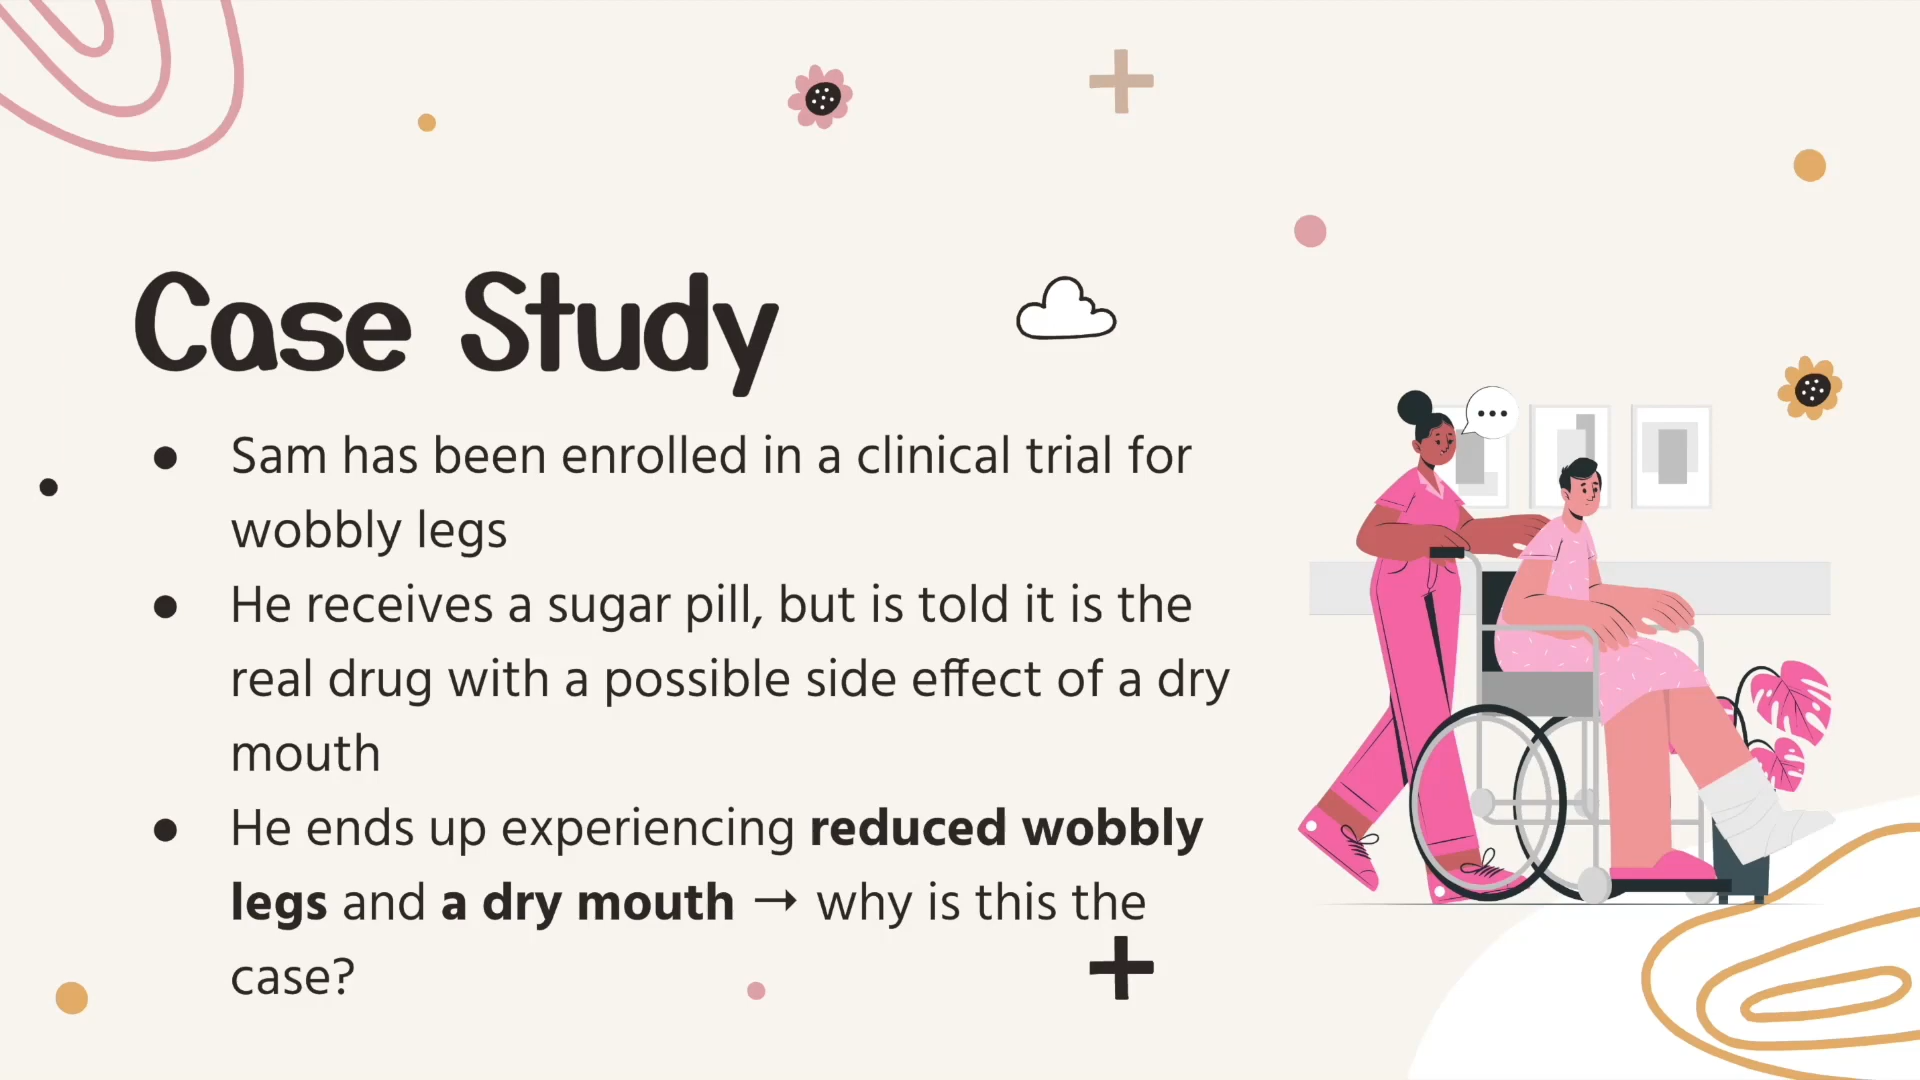 Case Study
● Sam has been enrolled in a clinical trial for
wobbly legs
● He receives a sugar pill, but is told it is the
real drug with a possible side effect of a dry
mouth
● He ends up experiencing reduced wobbly
legs and a dry mouth → why is this the
case?